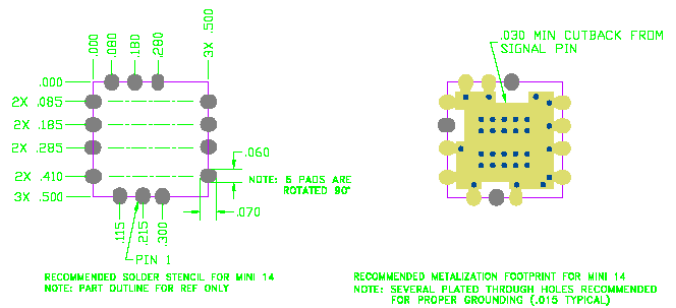 .000
.080
.180
.280
3X .500
.000
2X .085
2X .185
2X .285
2X .410
3X .500
.060
NOTE: 6 PADS ARE
ROTATED 90°
.070
.115
.215
.300
PIN 1
RECOMMENDED SOLDER STENCIL FOR MINI 14
NOTE: PART OUTLINE FOR REF ONLY
.030 MIN CUTBACK FROM
SIGNAL PIN
RECOMMENDED METALIZATION FOOTPRINT FOR MINI 14
NOTE: SEVERAL PLATED THROUGH HOLES RECOMMENDED
FOR PROPER GROUNDING (.015 TYPICAL)